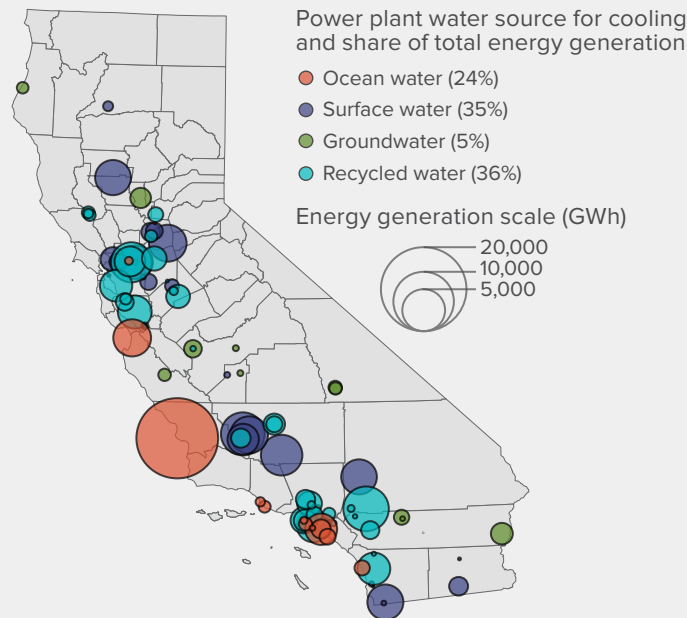 Power plant water source for cooling
and share of total energy generation
Ocean water (24%)
Surface water (35%)
Groundwater (5%)
Recycled water (36%)
Energy generation scale (GWh)
20,000
10,000
5,000